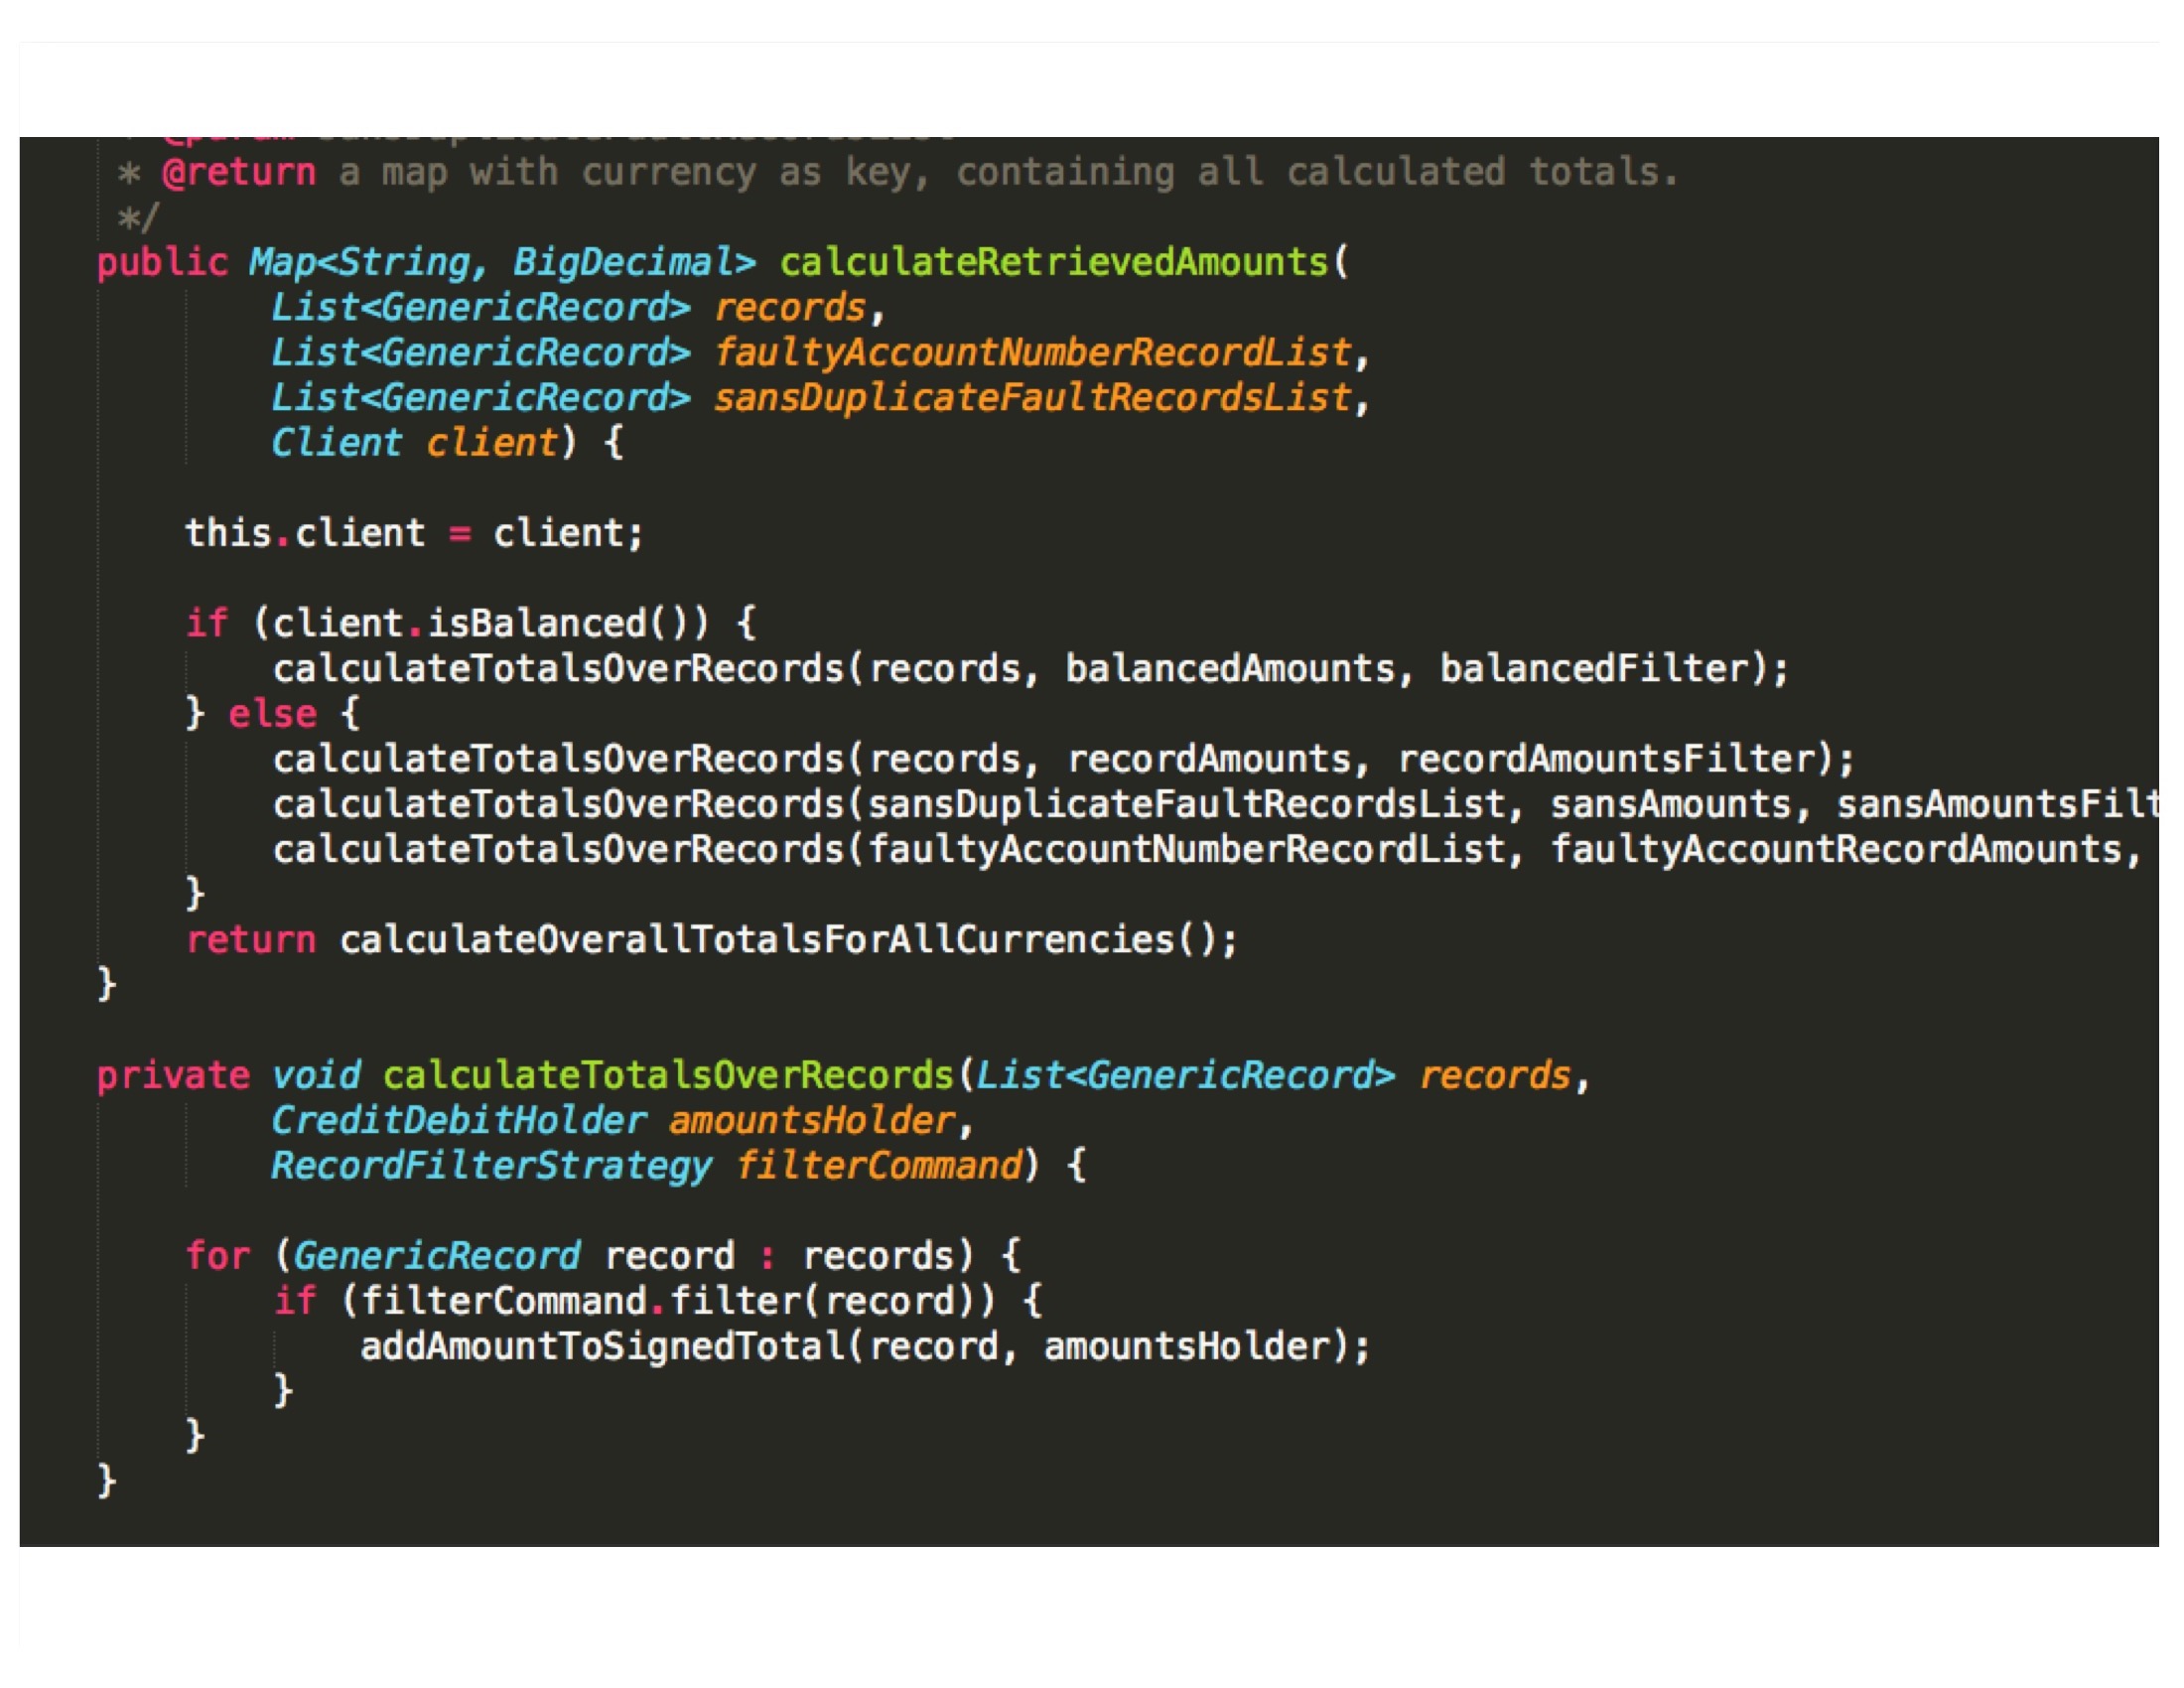 * @return a map with currency as key, containing all calculated totals.
*/
public Map<String, BigDecimal> calculateRetrievedAmounts(
List<GenericRecord> records,
List<GenericRecord> faultyAccountNumberRecordList,
List<GenericRecord> sansDuplicateFaultRecordsList,
Client client) {
this.client = client;
if (client.isBalanced()) {
calculateTotalsOverRecords(records, balancedAmounts, balancedFilter);
} else {
calculateTotalsOverRecords(records, recordAmounts, recordAmountsFilter);
calculateTotalsOverRecords(sansDuplicateFaultRecordsList, sansAmounts, sansAmountsFilt
calculateTotalsOverRecords(faultyAccountNumberRecordList, faultyAccountRecordAmounts,
}
return calculateOverallTotalsForAllCurrencies();
}
private void calculateTotalsOverRecords(List<GenericRecord> records,
CreditDebitHolder amountsHolder,
RecordFilterStrategy filterCommand) {
for (GenericRecord record : records) {
if (filterCommand.filter(record)) {
addAmountToSignedTotal(record, amountsHolder);
}
}
}